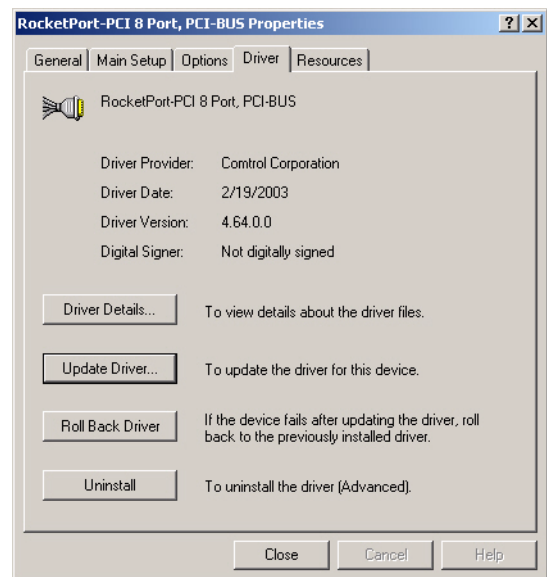 RocketPort-PCI 8 Port, PCI-BUS Properties
General Main Setup Options Driver Resources
RocketPort-PCI 8 Port, PCI-BUS
Driver Provider: Comtrol Corporation
Driver Date: 2/19/2003
Driver Version: 4.64.0.0
Digital Signer: Not digitally signed
Driver Details... To view details about the driver files.
Update Driver... To update the driver for this device.
Roll Back Driver If the device fails after updating the driver, roll
back to the previously installed driver.
Uninstall To uninstall the driver (Advanced).
Close Cancel Help